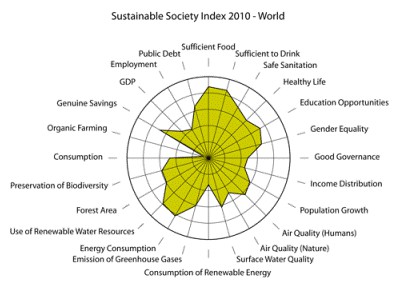 Sustainable Society Index 2010 - World
Sufficient Food
Sufficient to Drink
Safe Sanitation
Healthy Life
Education Opportunities
Gender Equality
Good Governance
Income Distribution
Population Growth
Air Quality (Humans)
Air Quality (Nature)
Surface Water Quality
Consumption of Renewable Energy
Emission of Greenhouse Gases
Energy Consumption
Use of Renewable Water Resources
Forest Area
Preservation of Biodiversity
Consumption
Organic Farming
Genuine Savings
GDP
Employment
Public Debt